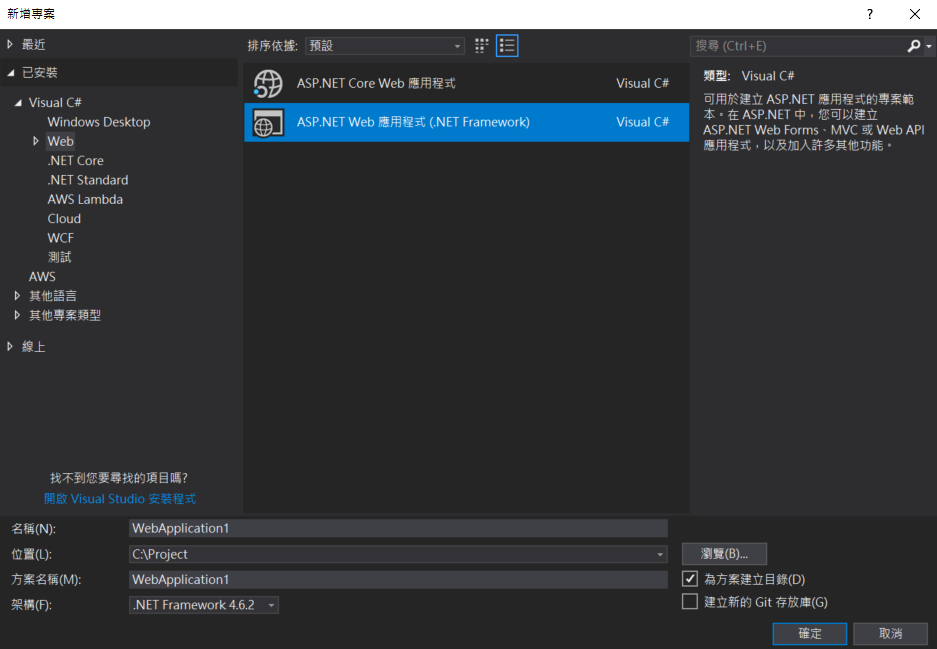 新增專案
?
最近
已安裝
Visual C#
Windows Desktop
Web
.NET Core
.NET Standard
AWS Lambda
Cloud
WCF
測試
AWS
其他語言
其他專案類型
線上
找不到您要尋找的項目嗎?
開啟 Visual Studio 安裝程式
排序依據: 預設
ASP.NET Core Web 應用程式 Visual C#
ASP.NET Web 應用程式 (.NET Framework) Visual C#
搜尋 (Ctrl+E)
類型: Visual C#
可用於建立 ASP.NET 應用程式的專案範
本。在 ASP.NET 中，您可以建立
ASP.NET Web Forms、MVC 或 Web API
應用程式，以及加入許多其他功能。
名稱(N): WebApplication1
位置(L): C:\Project 瀏覽(B)...
方案名稱(M): WebApplication1 為方案建立目錄(D)
架構(F): .NET Framework 4.6.2 建立新的 Git 存放庫(G)
確定 取消